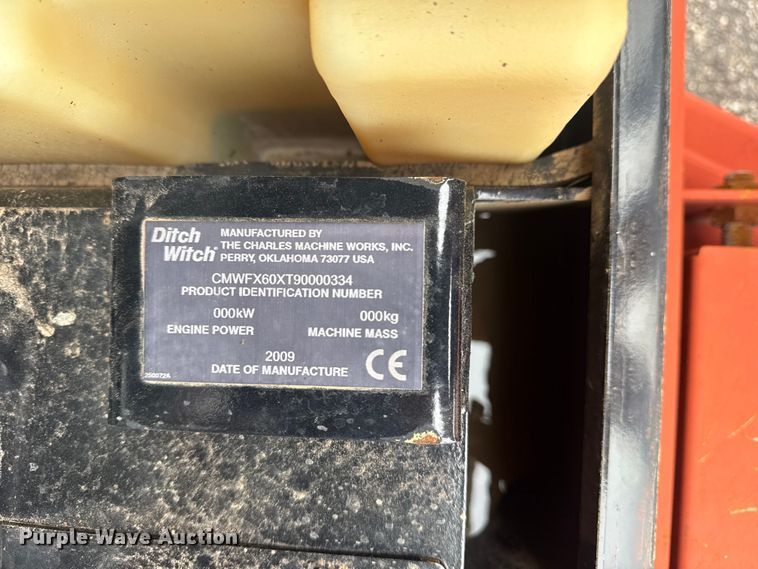 Ditch Witch
MANUFACTURED BY
THE CHARLES MACHINE WORKS, INC.
PERRY, OKLAHOMA 73077 USA
CMWFX60XT90000334
PRODUCT IDENTIFICATION NUMBER
000kW 000kg
ENGINE POWER MACHINE MASS
2009
DATE OF MANUFACTURE CE
250072A
Purple Wave Auction